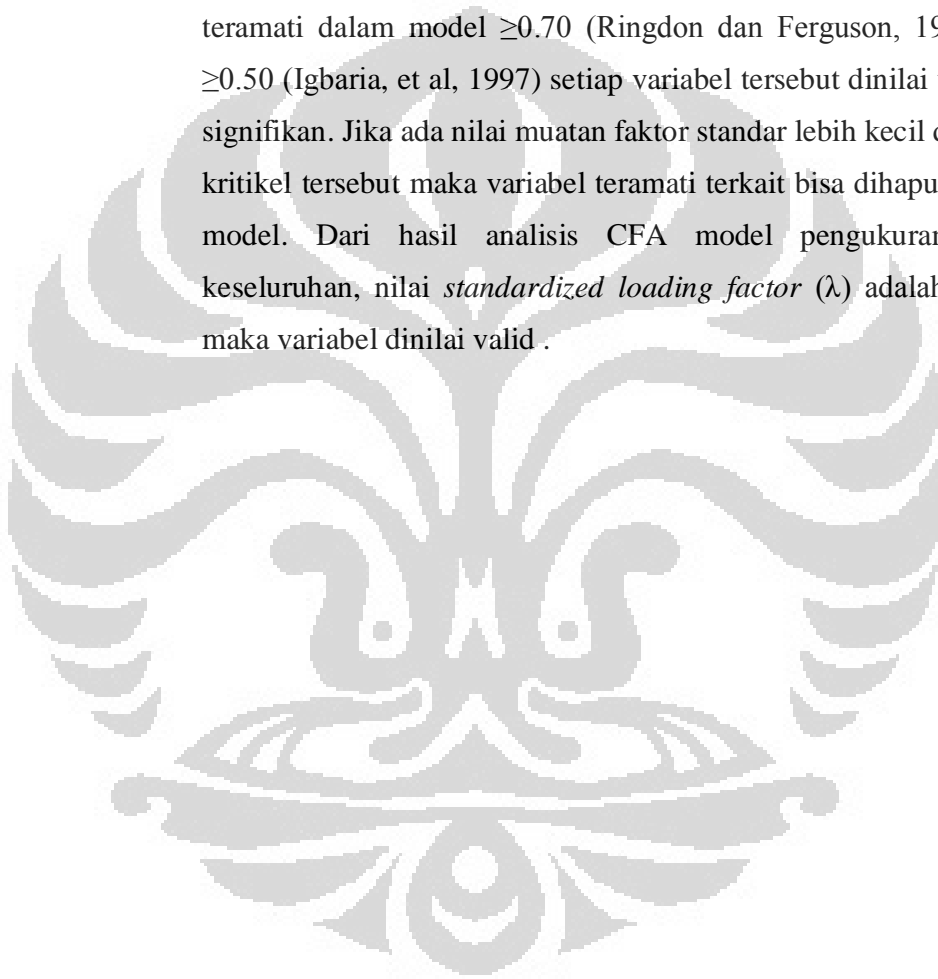 teramati dalam model ≥0.70 (Ringdon dan Ferguson, 19
≥0.50 (Igbaria, et al, 1997) setiap variabel tersebut dinilai
signifikan. Jika ada nilai muatan faktor standar lebih kecil
kritikel tersebut maka variabel teramati terkait bisa dihapu
model. Dari hasil analisis CFA model pengukuran
keseluruhan, nilai standardized loading factor (λ) adalah
maka variabel dinilai valid .